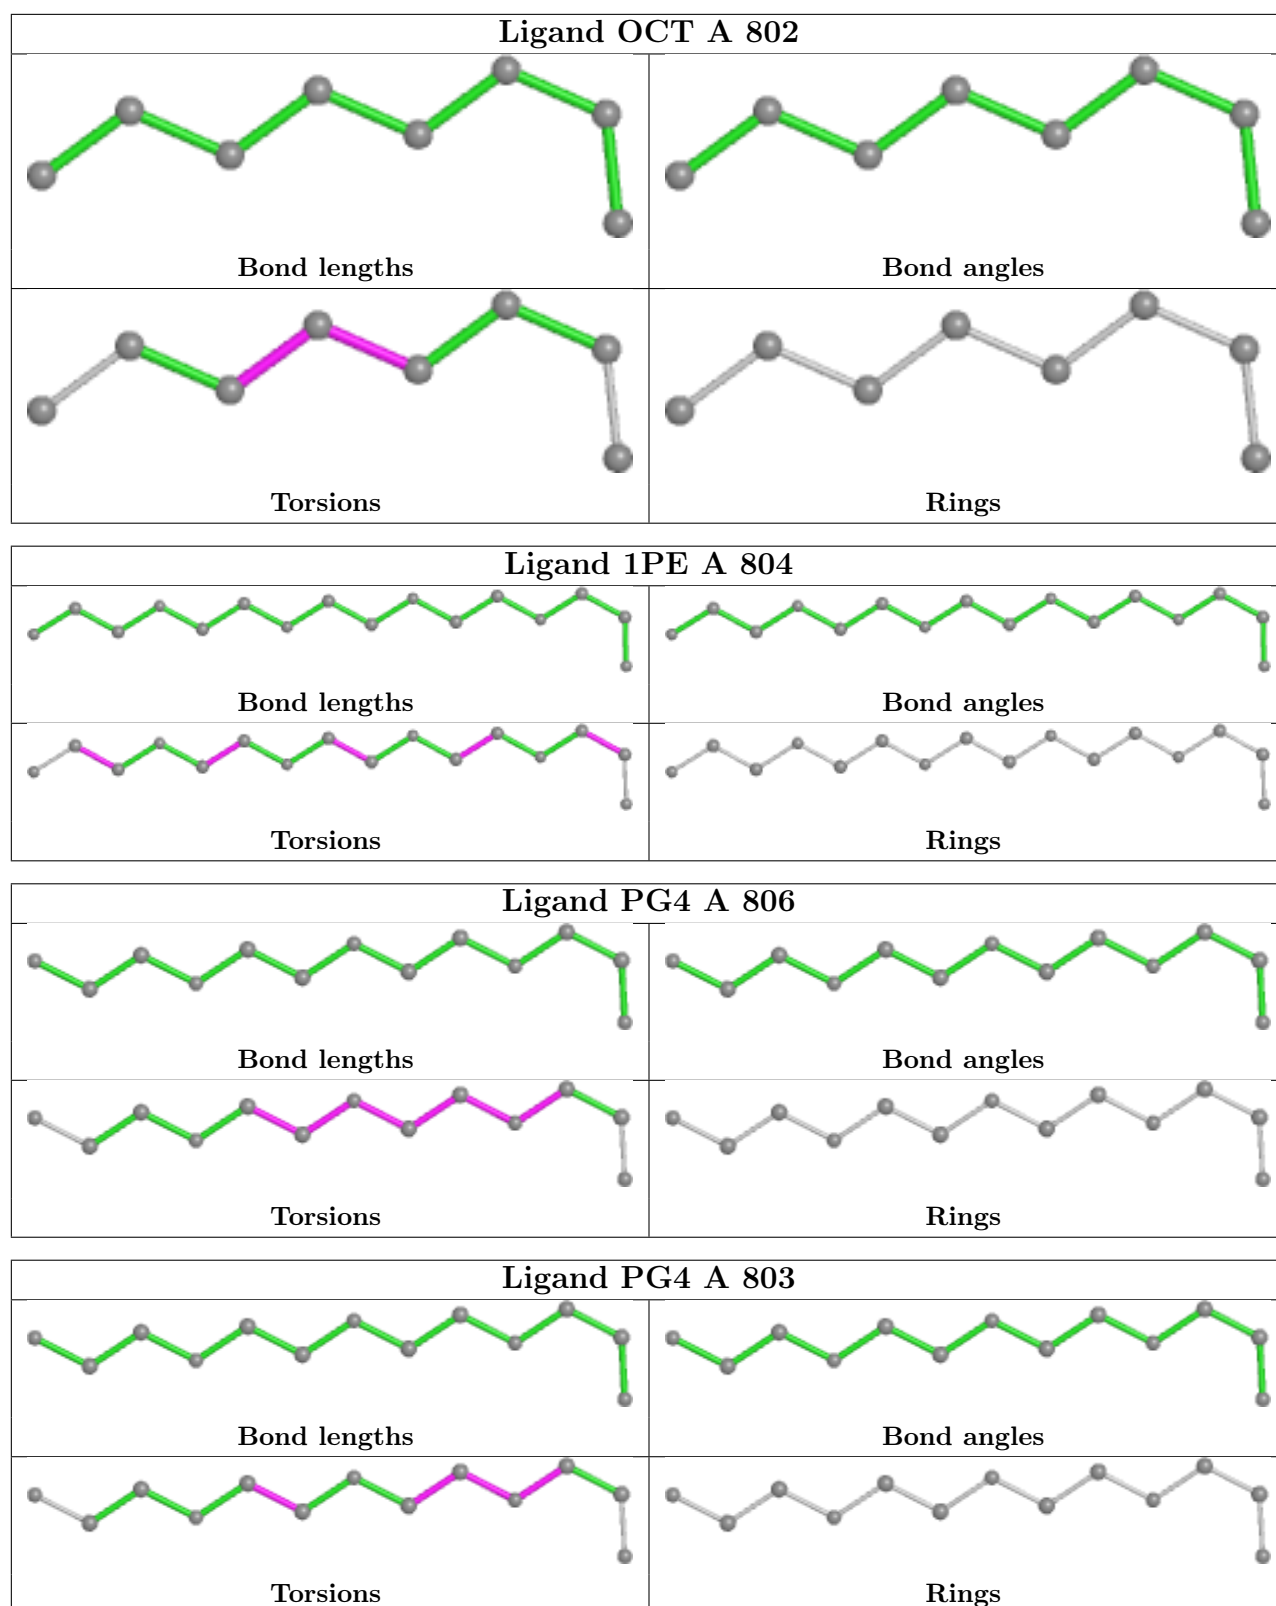 Ligand OCT A 802
Bond lengths Bond angles
Torsions Rings
Ligand 1PE A 804
Bond lengths Bond angles
Torsions Rings
Ligand PG4 A 806
Bond lengths Bond angles
Torsions Rings
Ligand PG4 A 803
Bond lengths Bond angles
Torsions Rings